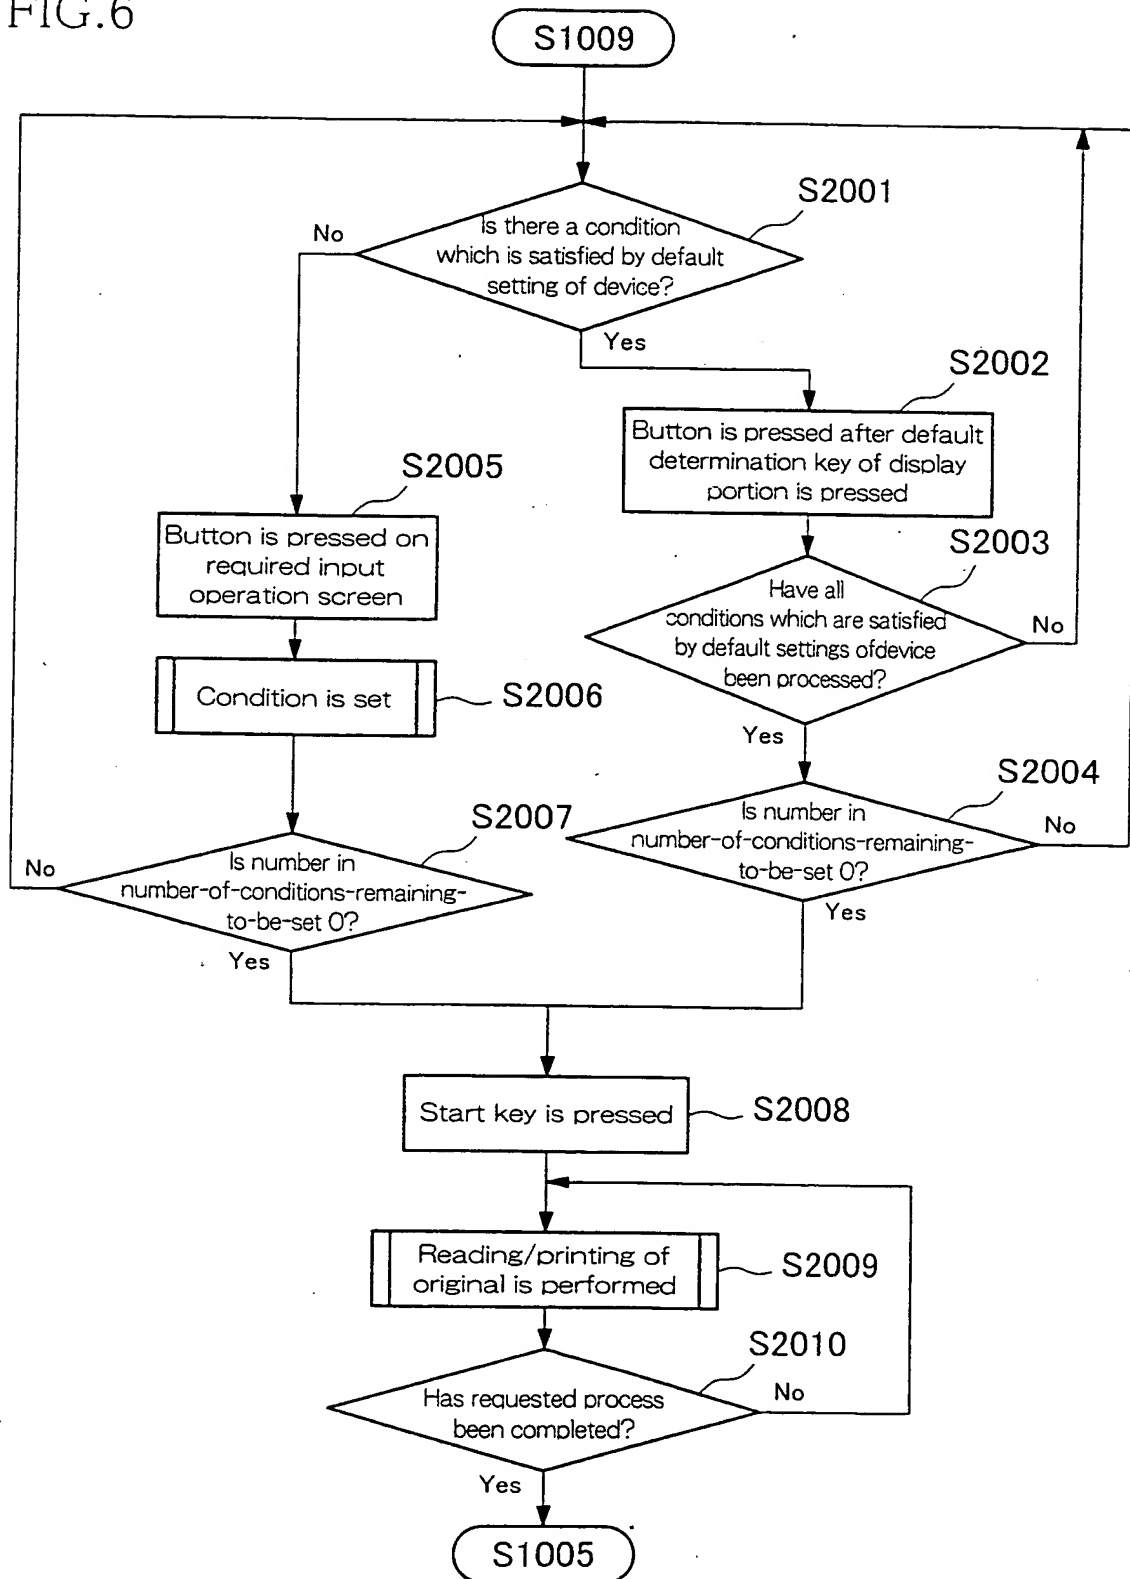 FIG.6
S1009
S2001
Is there a condition
which is satisfied by default
setting of device?
No
Yes
S2002
Button is pressed after default
determination key of display
portion is pressed
S2005
Button is pressed on
required input
operation screen
S2003
Have all
conditions which are satisfied
by default settings ofdevice
been processed?
No
Yes
Condition is set
S2006
S2004
Is number in
number-of-conditions-remaining-
to-be-set 0?
No
Yes
S2007
Is number in
number-of-conditions-remaining-
to-be-set 0?
No
Yes
Start key is pressed
S2008
Reading/printing of
original is performed
S2009
S2010
Has requested process
been completed?
No
Yes
S1005